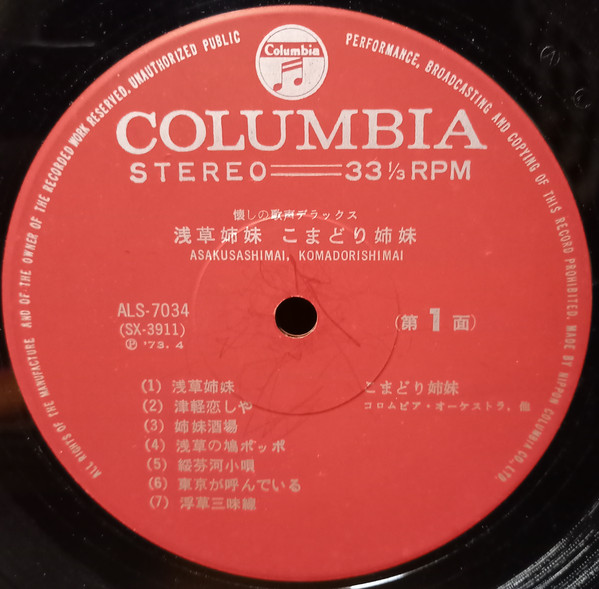 ALL RIGHTS OF THE MANUFACTURE AND OF THE OWNER OF THE RECORDED WORK RESERVED. UNAUTHORIZED PUBLIC PERFORMANCE, BROADCASTING AND COPYING OF THIS RECORD PROHIBITED. MADE BY NIPPON COLUMBIA CO., LTD.
Columbia
COLUMBIA
STEREO 33 1/3 RPM
懐しの歌声デラックス
浅草姉妹 こまどり姉妹
ASAKUSASHIMAI, KOMADORISHIMAI
ALS-7034
(SX-3911)
Ⓟ '73. 4
(第1面)
(1) 浅草姉妹 こまどり姉妹
(2) 津軽恋しや コロムビア・オーケストラ, 他
(3) 姉妹酒場
(4) 浅草の鳩ポッポ
(5) 綏芬河小唄
(6) 東京が呼んでいる
(7) 浮草三味線